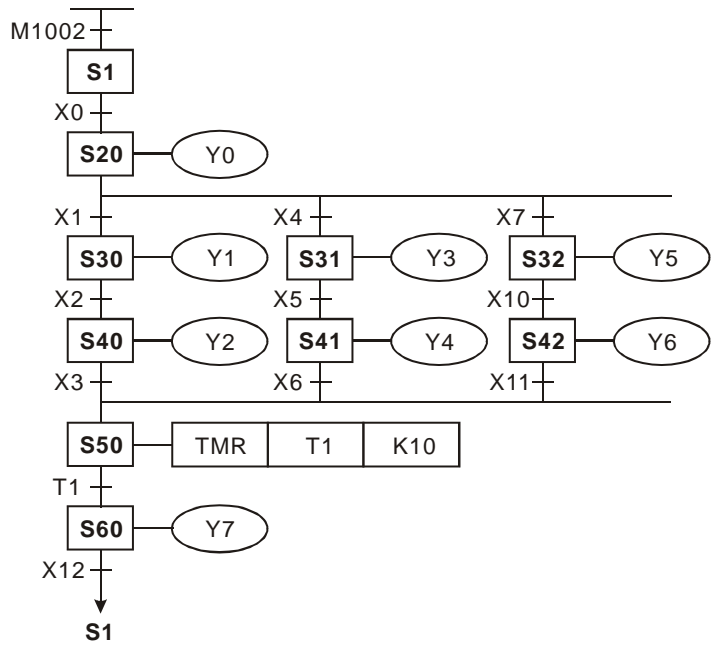 M1002
S1
X0
S20 Y0
X1 X4 X7
S30 Y1 S31 Y3 S32 Y5
X2 X5 X10
S40 Y2 S41 Y4 S42 Y6
X3 X6 X11
S50 TMR T1 K10
T1
S60 Y7
X12
S1